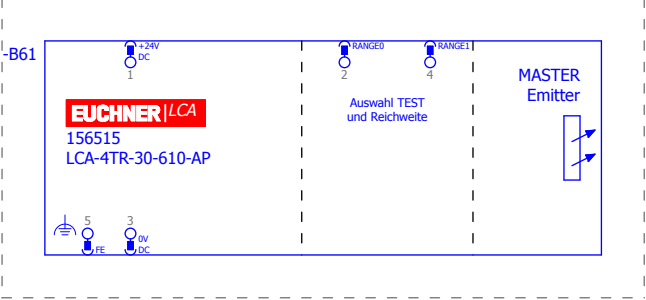 -B61
+24V
DC
1
RANGE0
2
RANGE1
4
MASTER
Emitter
Auswahl TEST
und Reichweite
EUCHNER LCA
156515
LCA-4TR-30-610-AP
5
FE
3
0V
DC